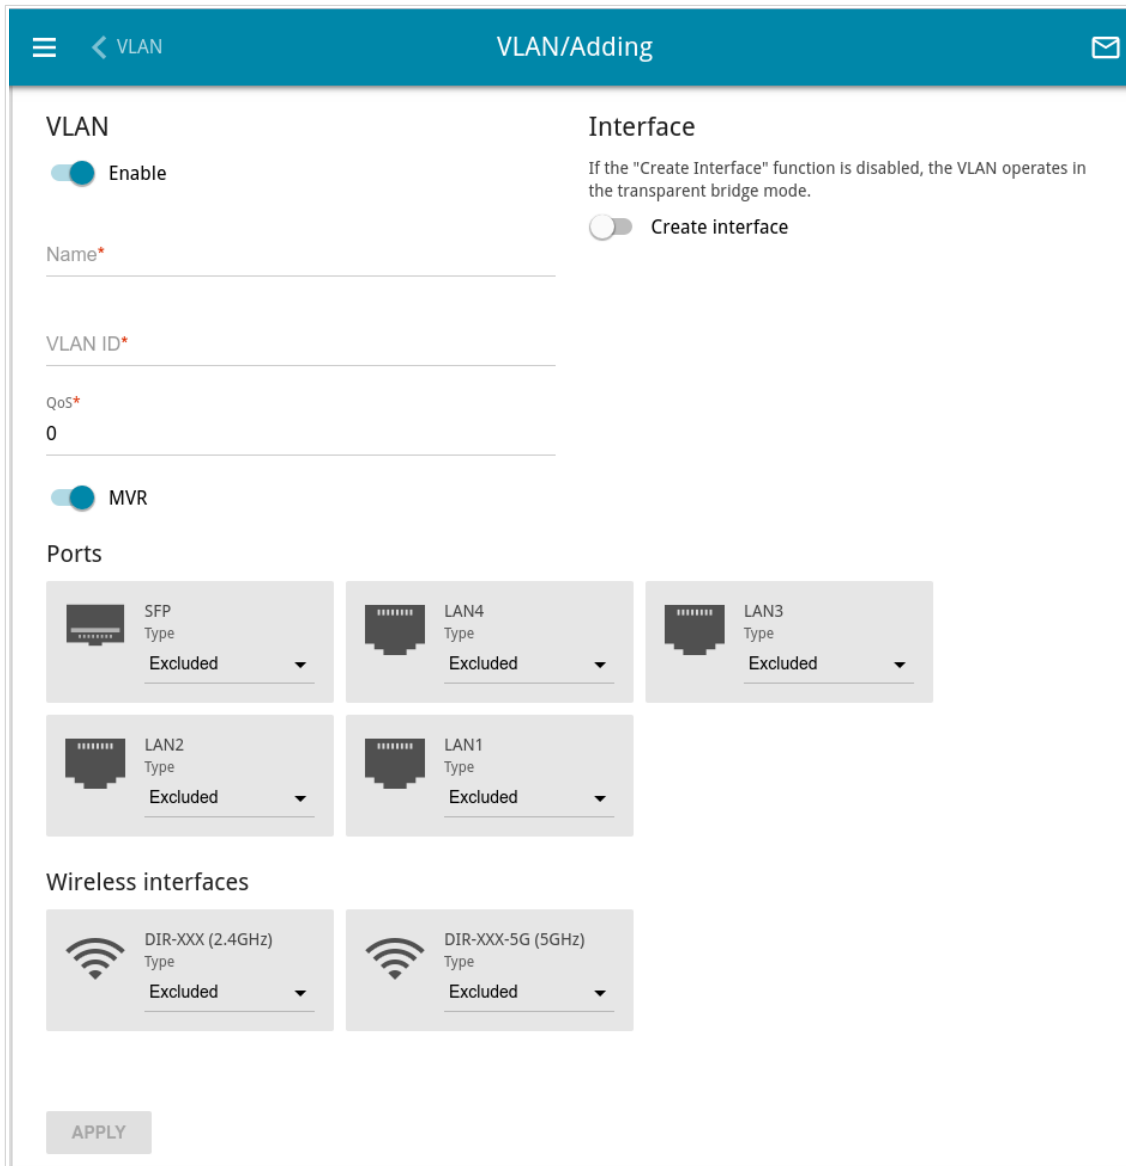 VLAN
VLAN/Adding
VLAN
Enable
Name*
VLAN ID*
QoS*
0
MVR
Interface
If the "Create Interface" function is disabled, the VLAN operates in
the transparent bridge mode.
Create interface
Ports
SFP
Type
Excluded
LAN4
Type
Excluded
LAN3
Type
Excluded
LAN2
Type
Excluded
LAN1
Type
Excluded
Wireless interfaces
DIR-XXX (2.4GHz)
Type
Excluded
DIR-XXX-5G (5GHz)
Type
Excluded
APPLY